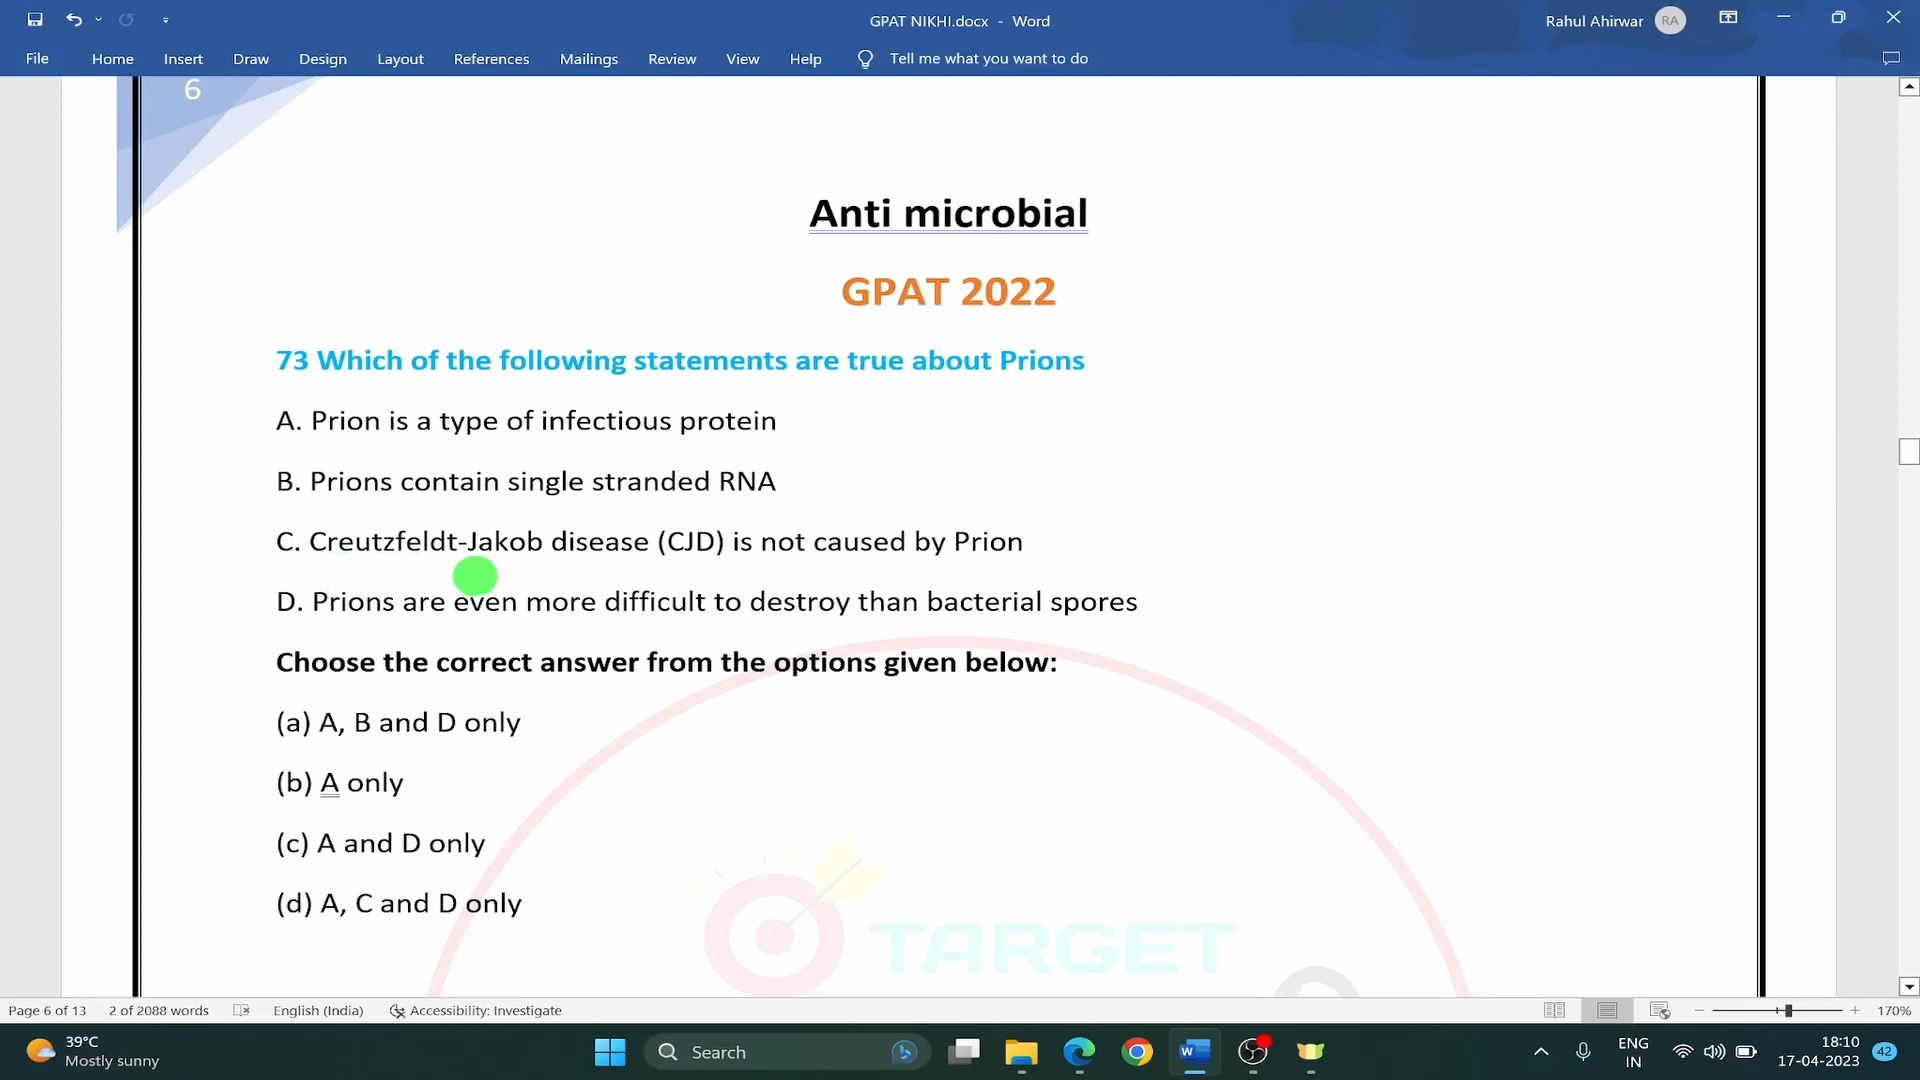 GPAT NIKHI.docx - Word
Rahul Ahirwar RA
File Home Insert Draw Design Layout References Mailings Review View Help Tell me what you want to do
6
Anti microbial
GPAT 2022
73 Which of the following statements are true about Prions
A. Prion is a type of infectious protein
B. Prions contain single stranded RNA
C. Creutzfeldt-Jakob disease (CJD) is not caused by Prion
D. Prions are even more difficult to destroy than bacterial spores
Choose the correct answer from the options given below:
(a) A, B and D only
(b) A only
(c) A and D only
(d) A, C and D only
TARGET
Page 6 of 13 2 of 2088 words English (India) Accessibility: Investigate 170%
39°C
Mostly sunny
Search
ENG
IN
18:10
17-04-2023
42